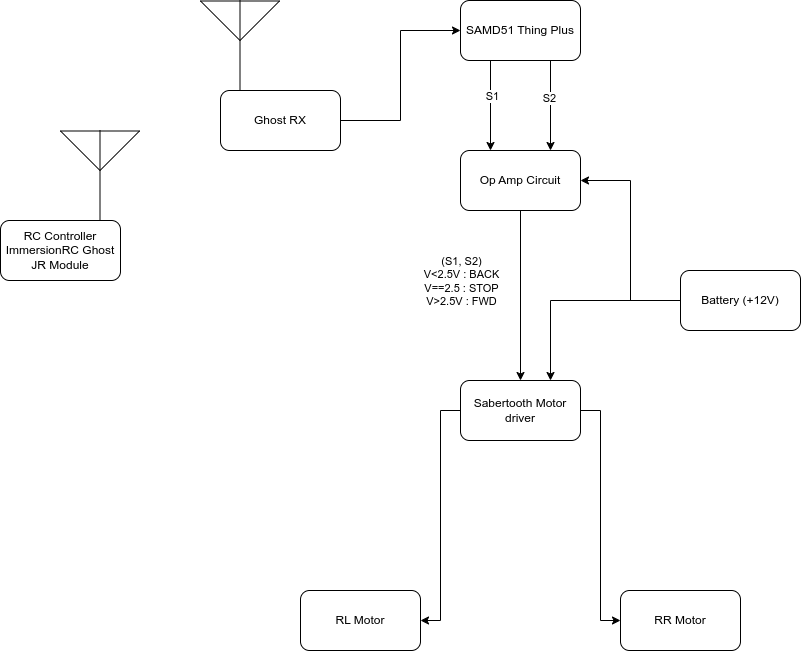 SAMD51 Thing Plus
S1
S2
Ghost RX
Op Amp Circuit
RC Controller
ImmersionRC Ghost
JR Module
(S1, S2)
V<2.5V : BACK
V==2.5 : STOP
V>2.5V : FWD
Battery (+12V)
Sabertooth Motor
driver
RL Motor
RR Motor